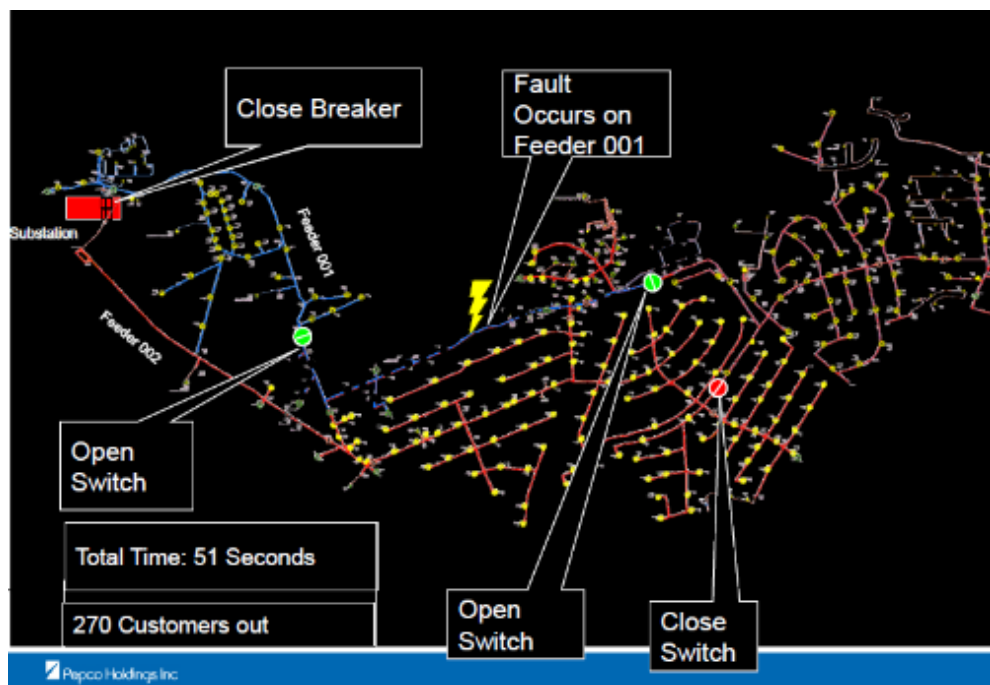 Close Breaker
Fault
Occurs on
Feeder 001
Substation
Feeder 001
Feeder 002
Open
Switch
Total Time: 51 Seconds
270 Customers out
Open
Switch
Close
Switch
Pepco Holdings Inc